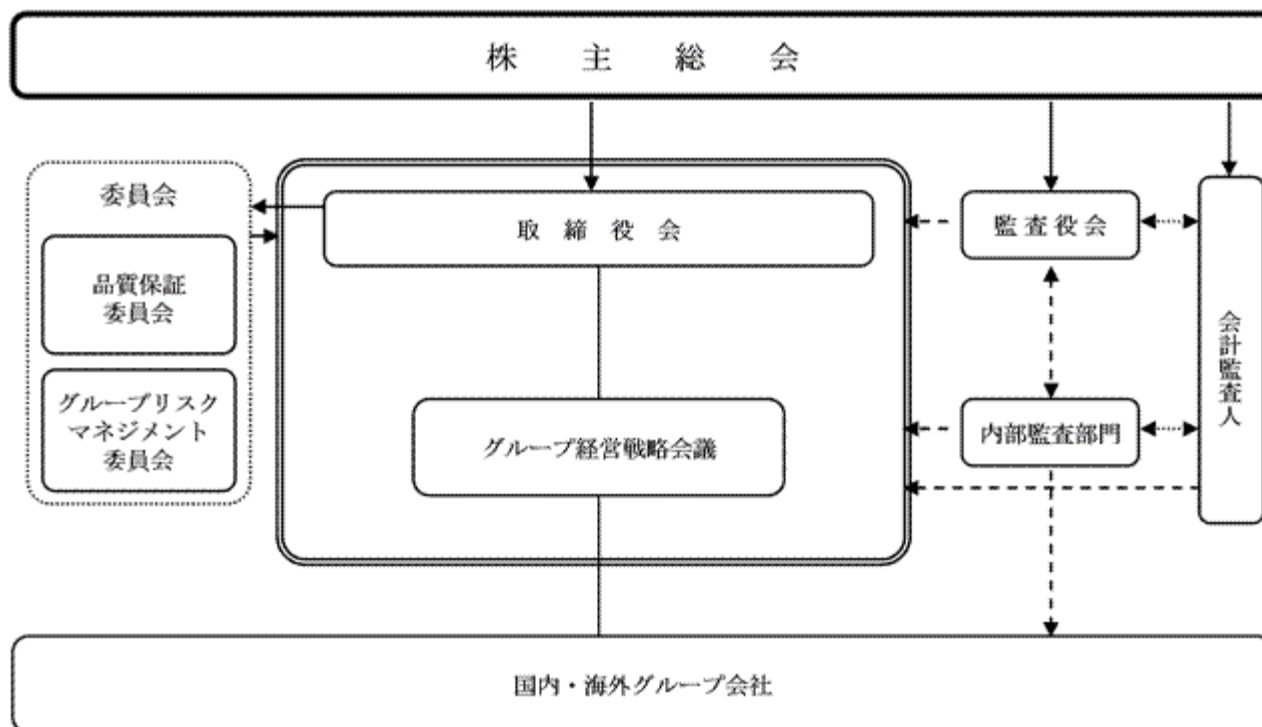 株主総会
委員会
取締役会
監査役会
品質保証
委員会
会計監査人
グループリスク
マネジメント
委員会
グループ経営戦略会議
内部監査部門
国内・海外グループ会社